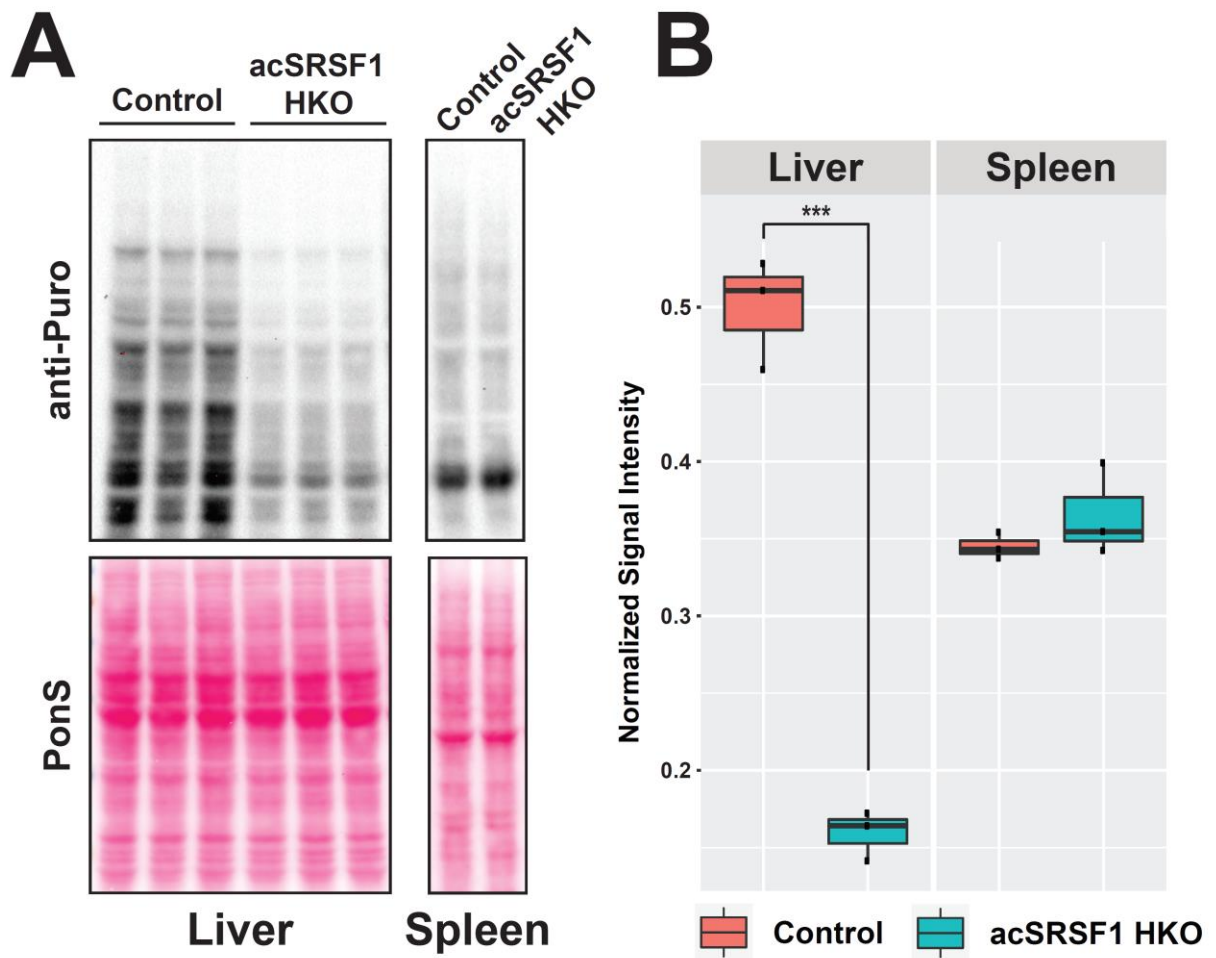 A
Control
acSRSF1
HKO
Control
acSRSF1
HKO
anti-Puro
PonS
Liver
Spleen
B
Liver
Spleen
***
Normalized Signal Intensity
0.5
0.4
0.3
0.2
Control
acSRSF1 HKO